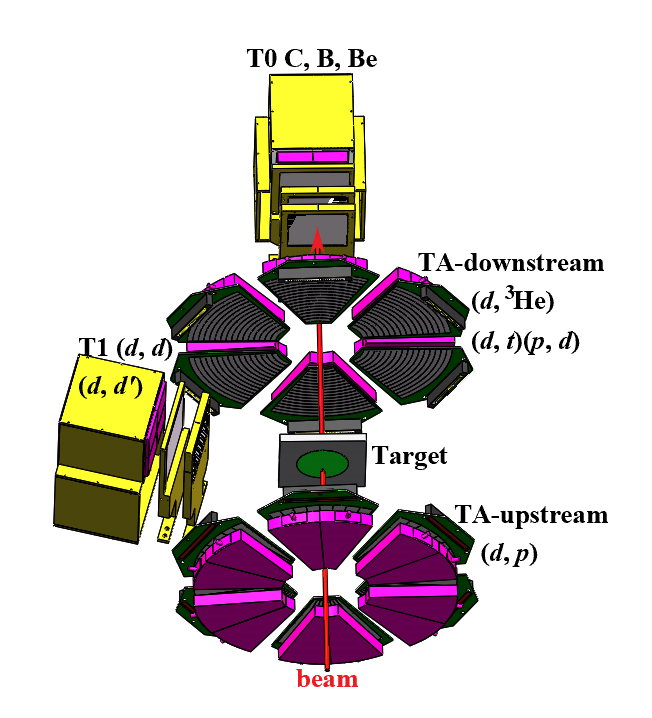 T0 C, B, Be
TA-downstream
(d, ³He)
(d, t)(p, d)
T1 (d, d)
(d, d')
Target
TA-upstream
(d, p)
beam